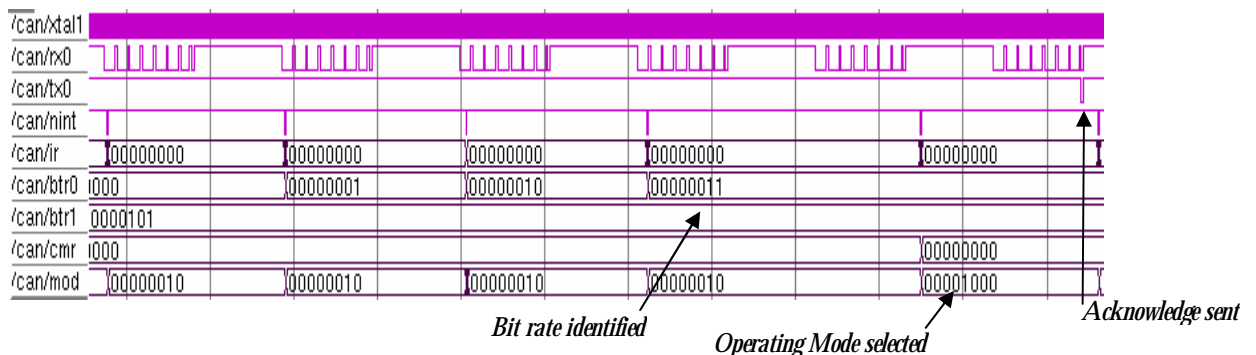 /can/xtal1
/can/rx0
/can/tx0
/can/nint
/can/ir 00000000 00000000 00000000 00000000 00000000
/can/btr0 000 00000001 00000010 00000011
/can/btr1 0000101
/can/cmr 000 00000000
/can/mod 00000010 00000010 00000010 00000010 00001000
Acknowledge sent
Bit rate identified
Operating Mode selected